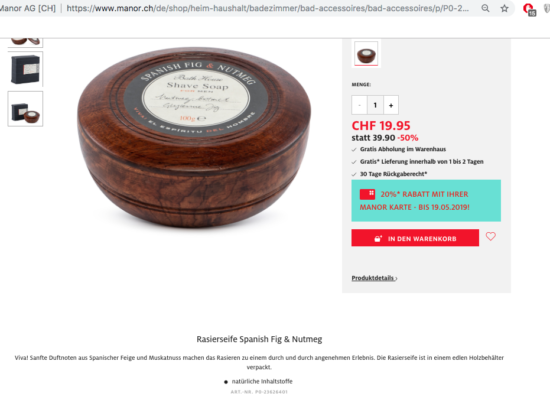 Manor AG [CH]
https://www.manor.ch/de/shop/heim-haushalt/badezimmer/bad-accessoires/bad-accessoires/p/P0-2...
15
SPANISH FIG & NUTMEG
Bath House
Shave Soap
FOR MEN
100g e
EL ESPÍRITU DEL HOMBRE
MENGE:
- 1 +
CHF 19.95
statt 39.90 -50%
Gratis Abholung im Warenhaus
Gratis* Lieferung innerhalb von 1 bis 2 Tagen
30 Tage Rückgaberecht*
20%* RABATT MIT IHRER
MANOR KARTE - BIS 19.05.2019!
IN DEN WARENKORB
Produktdetails ›
Rasierseife Spanish Fig & Nutmeg
Viva! Sanfte Duftnoten aus Spanischer Feige und Muskatnuss machen das Rasieren zu einem durch und durch angenehmen Erlebnis. Die Rasierseife ist in einem edlen Holzbehälter
verpackt.
● natürliche Inhaltsstoffe
ART.-NR. P0-23626401